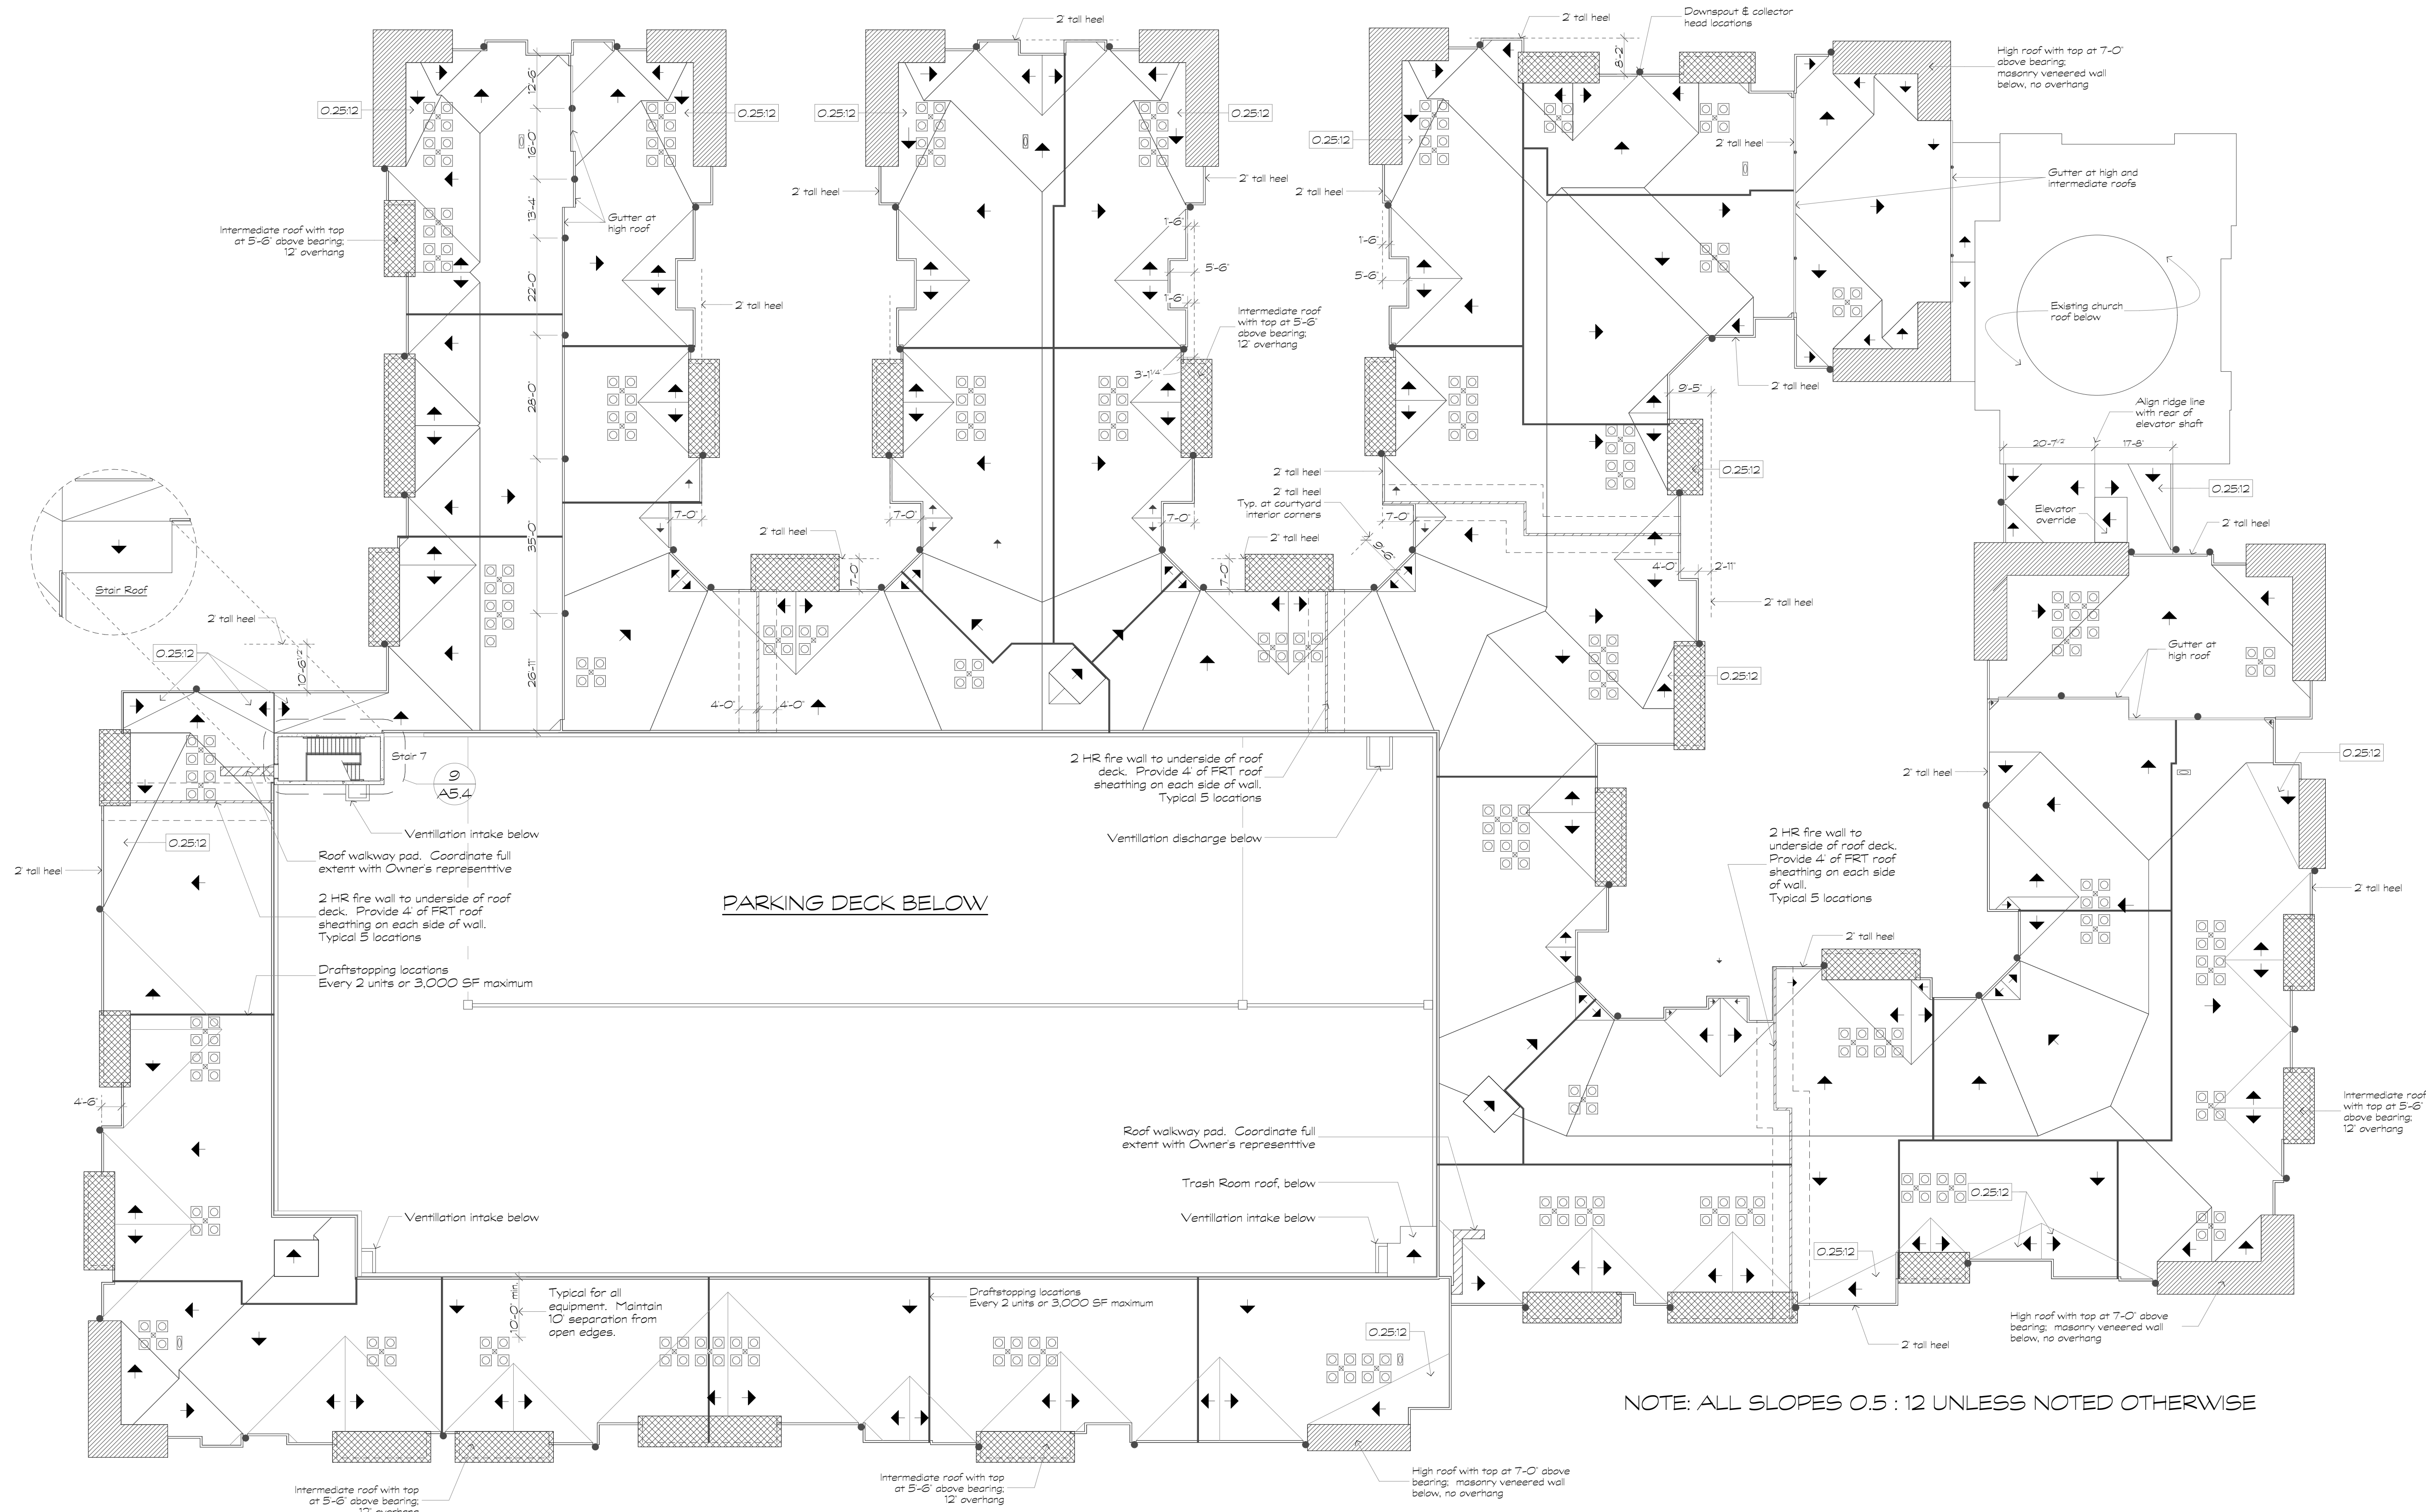 2' tall heel
2' tall heel
Downspout & collector
head locations
High roof with top at 7'-0"
above bearing;
masonry veneered wall
below, no overhang
12'-6"
8'-2"
0.25:12
0.25:12
0.25:12
0.25:12
0.25:12
16'-0"
2' tall heel
2' tall heel
2' tall heel
2' tall heel
Gutter at high and
intermediate roofs
13'-4"
Gutter at
high roof
Intermediate roof with top
at 5'-6" above bearing;
12" overhang
1'-6"
1'-6"
5'-6"
5'-6"
1'-6"
22'-0"
2' tall heel
Intermediate roof
with top at 5'-6"
above bearing;
12" overhang
Existing church
roof below
3'-1 1/4"
28'-0"
9'-5"
2' tall heel
Align ridge line
with rear of
elevator shaft
20'-7 1/2"
17'-8"
2' tall heel
0.25:12
0.25:12
2' tall heel
Typ. at courtyard
interior corners
7'-0"
7'-0"
7'-0"
7'-0"
Elevator
override
2' tall heel
2' tall heel
2' tall heel
35'-0"
9'-6"
7'-0"
7'-0"
4'-0"
2'-11"
2' tall heel
Stair Roof
2' tall heel
0.25:12
10'-6 1/2"
26'-11"
Gutter at
high roof
0.25:12
4'-0"
4'-0"
Stair 7
9
A5.4
2 HR fire wall to underside of roof
deck. Provide 4' of FRT roof
sheathing on each side of wall.
Typical 5 locations
0.25:12
2' tall heel
Ventillation intake below
Ventillation discharge below
0.25:12
2' tall heel
Roof walkway pad. Coordinate full
extent with Owner's representtive
2 HR fire wall to
underside of roof deck.
Provide 4' of FRT roof
sheathing on each side
of wall.
Typical 5 locations
2' tall heel
2 HR fire wall to underside of roof
deck. Provide 4' of FRT roof
sheathing on each side of wall.
Typical 5 locations
PARKING DECK BELOW
2' tall heel
Draftstopping locations
Every 2 units or 3,000 SF maximum
4'-6"
Intermediate roof
with top at 5'-6"
above bearing;
12" overhang
Roof walkway pad. Coordinate full
extent with Owner's representtive
Trash Room roof, below
0.25:12
Ventillation intake below
Ventillation intake below
0.25:12
10'-0" min.
Typical for all
equipment. Maintain
10' separation from
open edges.
Draftstopping locations
Every 2 units or 3,000 SF maximum
0.25:12
2' tall heel
High roof with top at 7'-0" above
bearing; masonry veneered wall
below, no overhang
NOTE: ALL SLOPES 0.5 : 12 UNLESS NOTED OTHERWISE
Intermediate roof with top
at 5'-6" above bearing;
12" overhang
Intermediate roof with top
at 5'-6" above bearing;
12" overhang
High roof with top at 7'-0" above
bearing; masonry veneered wall
below, no overhang